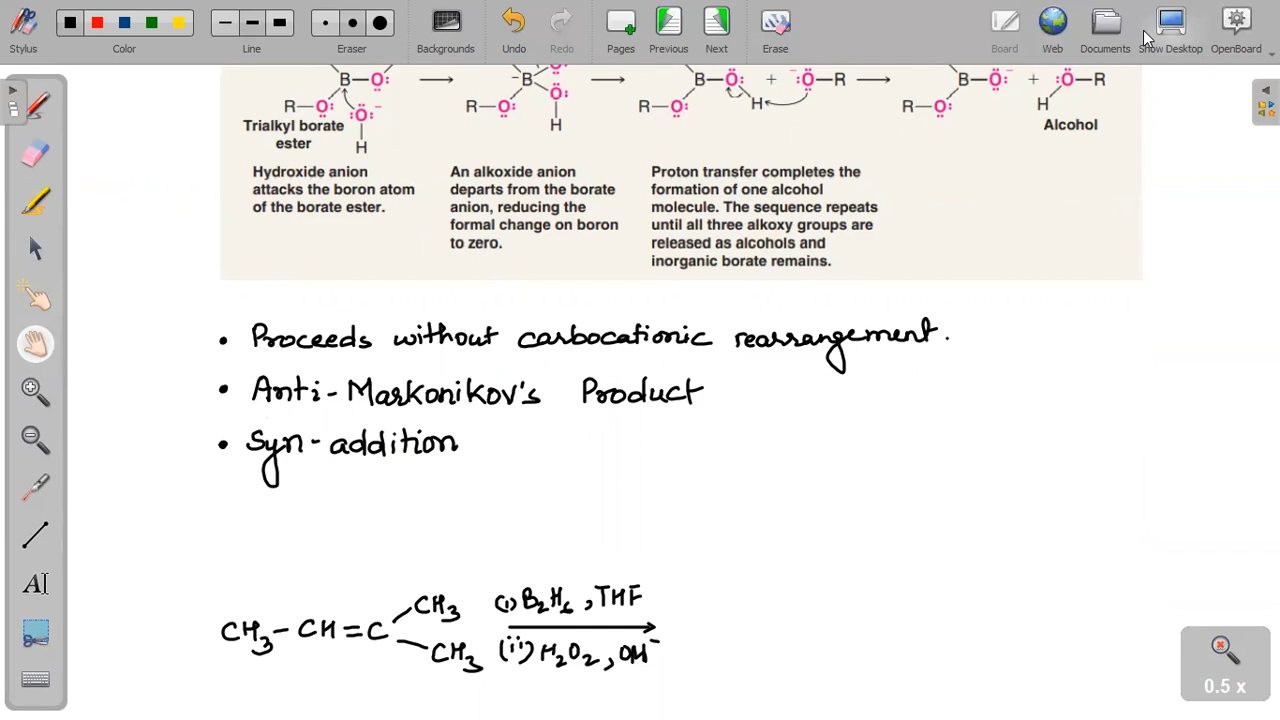 Stylus Color Line Eraser Backgrounds Undo Redo Pages Previous Next Erase Board Web Documents Show Desktop OpenBoard
B—Ö: → ⁻B → B—Ö: + ⁻:Ö—R → B—Ö:⁻ + :Ö—R
R—O: :O:⁻ R—O: :O: R—O: H R—O: H
Trialkyl borate ester H H Alcohol
Hydroxide anion
attacks the boron atom
of the borate ester.
An alkoxide anion
departs from the borate
anion, reducing the
formal change on boron
to zero.
Proton transfer completes the
formation of one alcohol
molecule. The sequence repeats
until all three alkoxy groups are
released as alcohols and
inorganic borate remains.
• Proceeds without carbocationic rearrangement.
• Anti-Markonikov's Product
• Syn-addition
CH3-CH=C
CH3
CH3
(i) B2H6, THF
(ii) H2O2, OH⁻
AI
0.5 x